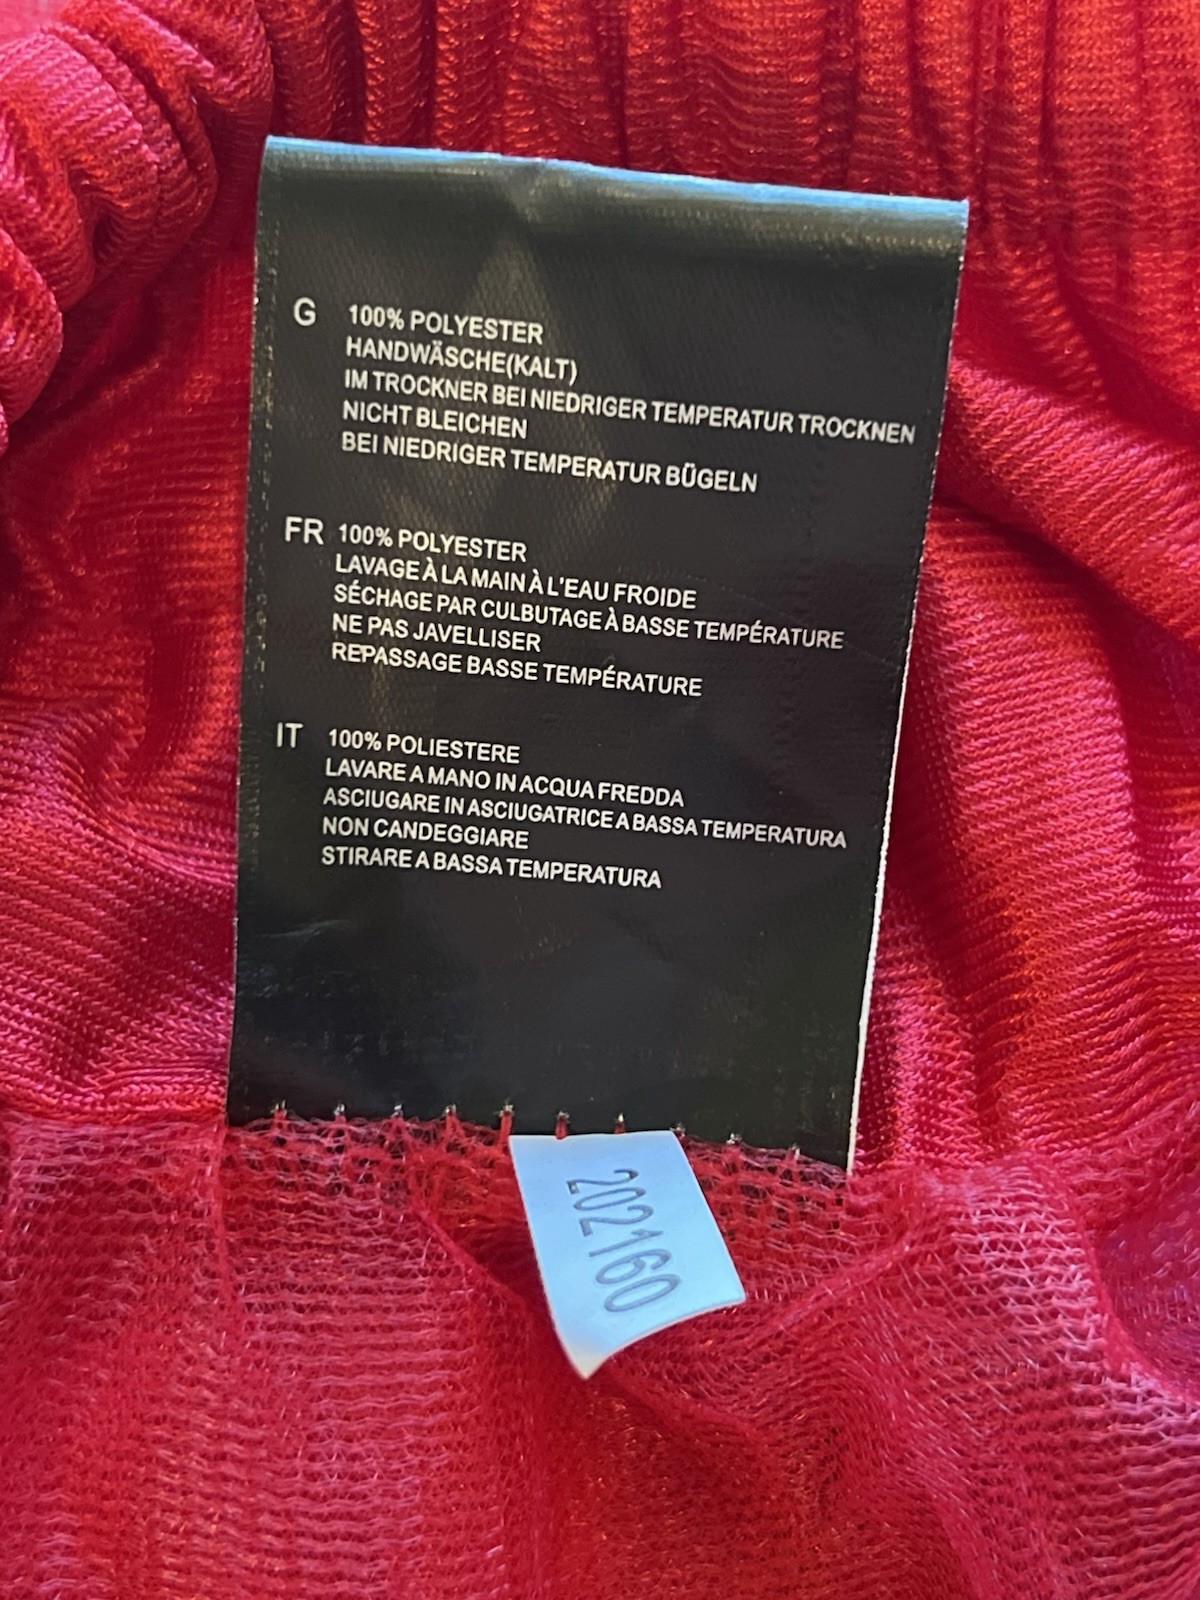 G 100% POLYESTER
HANDWÄSCHE(KALT)
IM TROCKNER BEI NIEDRIGER TEMPERATUR TROCKNEN
NICHT BLEICHEN
BEI NIEDRIGER TEMPERATUR BÜGELN
FR 100% POLYESTER
LAVAGE À LA MAIN À L'EAU FROIDE
SÉCHAGE PAR CULBUTAGE À BASSE TEMPÉRATURE
NE PAS JAVELLISER
REPASSAGE BASSE TEMPÉRATURE
IT 100% POLIESTERE
LAVARE A MANO IN ACQUA FREDDA
ASCIUGARE IN ASCIUGATRICE A BASSA TEMPERATURA
NON CANDEGGIARE
STIRARE A BASSA TEMPERATURA
202160